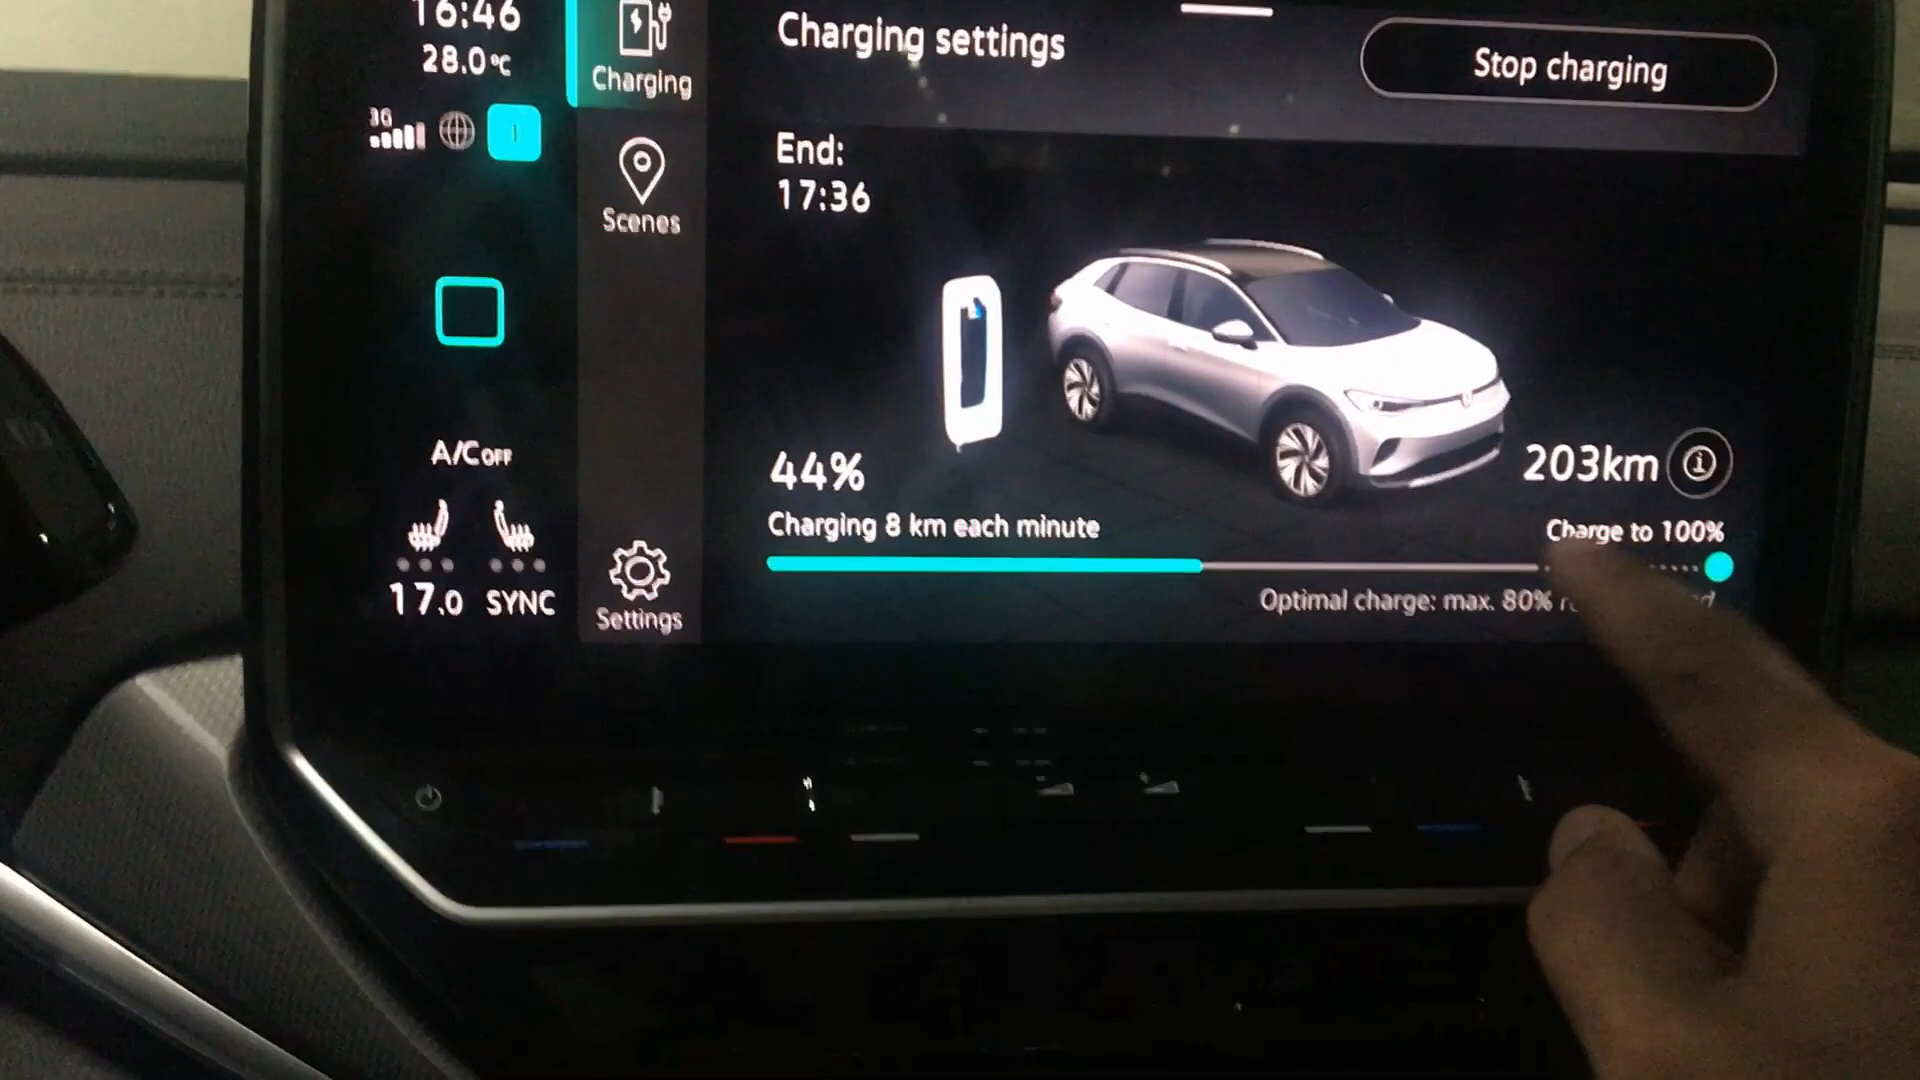 16:46
28.0°C
3G
Charging
Scenes
Settings
A/C OFF
17.0 SYNC
Charging settings
Stop charging
End:
17:36
44%
203km
Charging 8 km each minute
Charge to 100%
Optimal charge: max. 80%